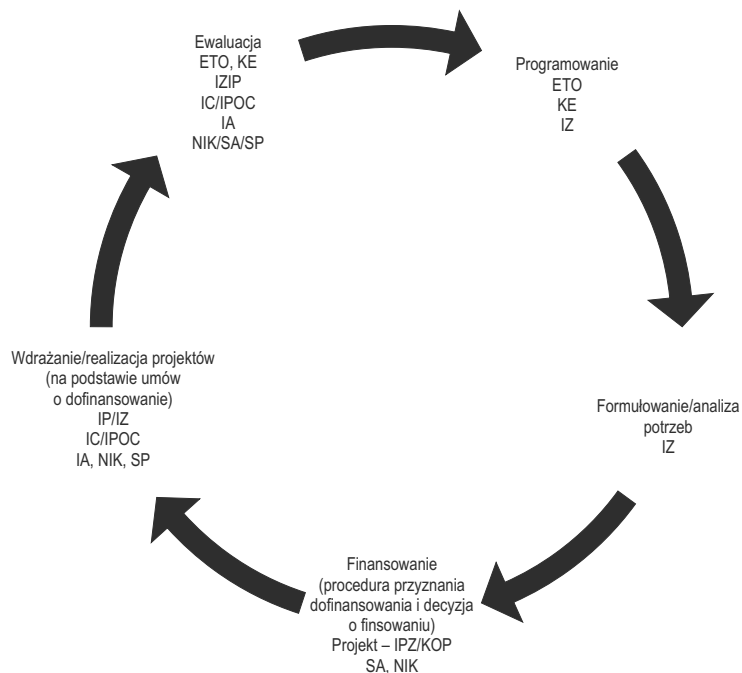 Ewaluacja
ETO, KE
IZIP
IC/IPOC
IA
NIK/SA/SP
Programowanie
ETO
KE
IZ
Formułowanie/analiza
potrzeb
IZ
Finansowanie
(procedura przyznania
dofinansowania i decyzja
o finsowaniu)
Projekt – IPZ/KOP
SA, NIK
Wdrażanie/realizacja projektów
(na podstawie umów
o dofinansowanie)
IP/IZ
IC/IPOC
IA, NIK, SP